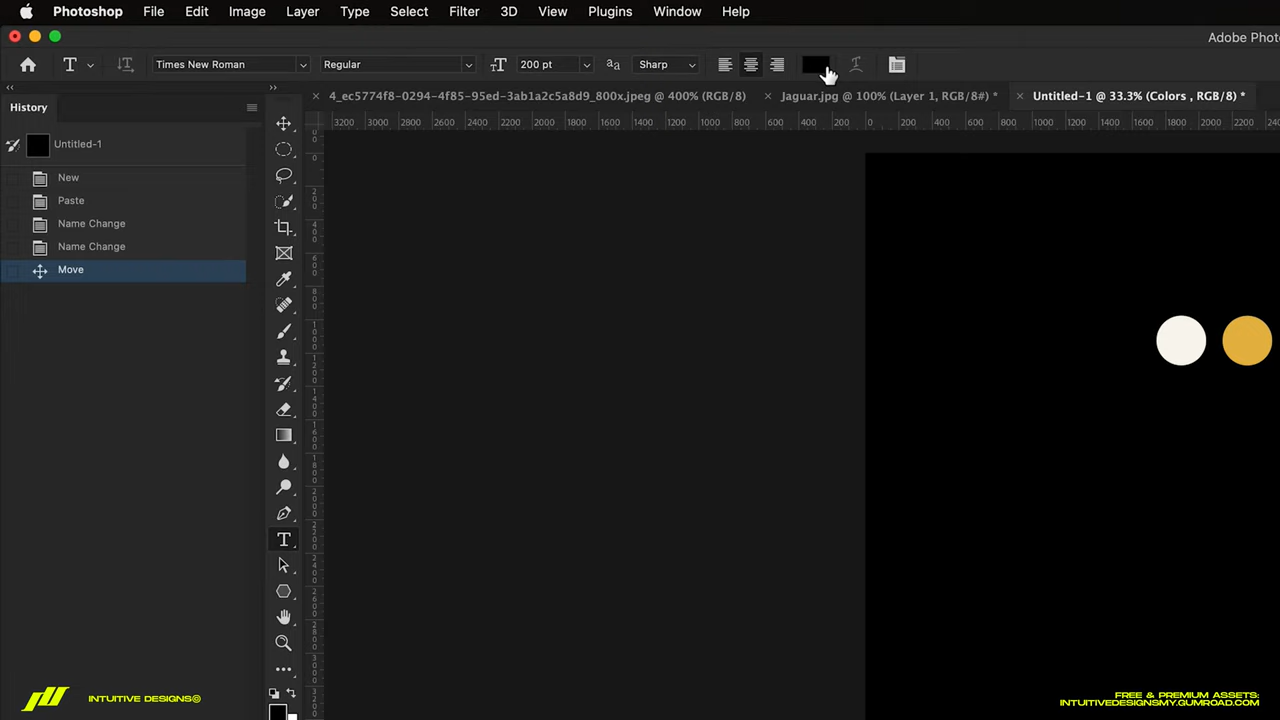 Photoshop File Edit Image Layer Type Select Filter 3D View Plugins Window Help
Adobe Phot
T Times New Roman Regular 200 pt Sharp
4_ec5774f8-0294-4f85-95ed-3ab1a2c5a8d9_800x.jpeg @ 400% (RGB/8) Jaguar.jpg @ 100% (Layer 1, RGB/8#) * Untitled-1 @ 33.3% (Colors , RGB/8) *
History
3200 3000 2800 2600 2400 2200 2000 1800 1600 1400 1200 1000 800 600 400 200 0 200 400 600 800 1000 1200 1400 1600 1800 2000 2200 240
Untitled-1
New
Paste
Name Change
Name Change
Move
INTUITIVE DESIGNS©
FREE & PREMIUM ASSETS:
INTUITIVEDESIGNSMY.GUMROAD.COM